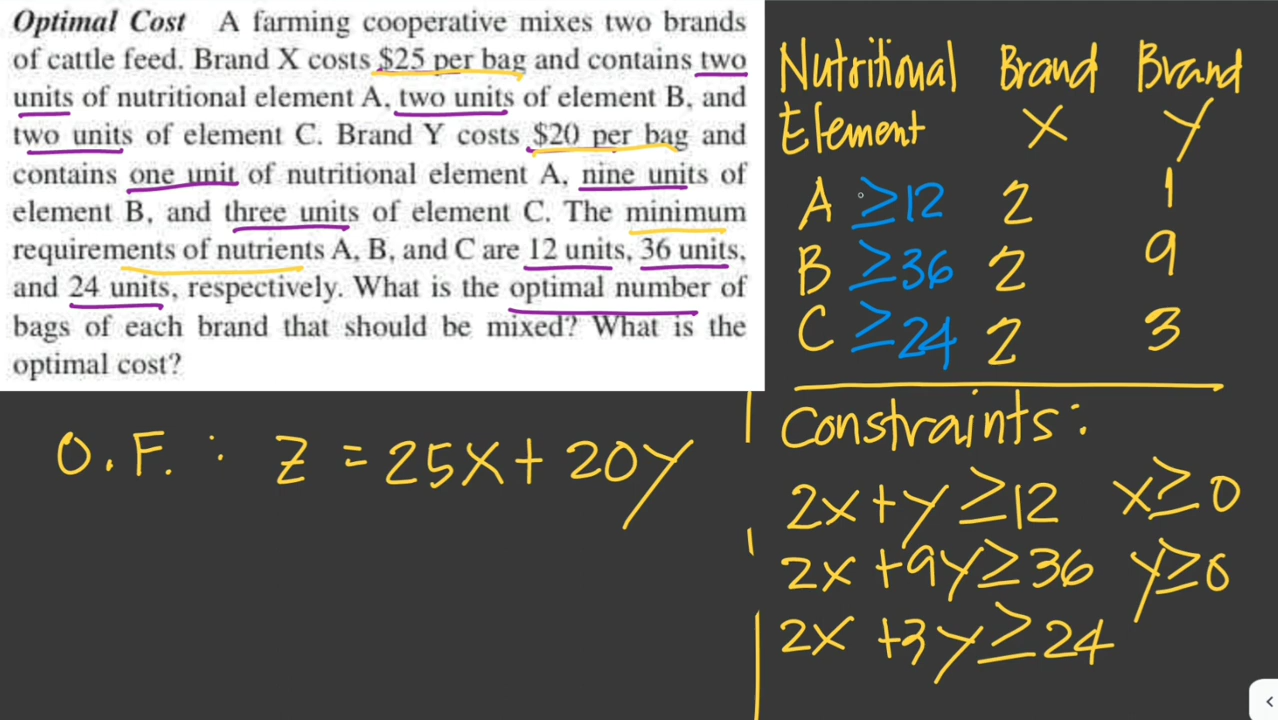 Optimal Cost A farming cooperative mixes two brands
of cattle feed. Brand X costs $25 per bag and contains two
units of nutritional element A, two units of element B, and
two units of element C. Brand Y costs $20 per bag and
contains one unit of nutritional element A, nine units of
element B, and three units of element C. The minimum
requirements of nutrients A, B, and C are 12 units, 36 units,
and 24 units, respectively. What is the optimal number of
bags of each brand that should be mixed? What is the
optimal cost?
Nutritional Brand Brand
Element X Y
A ≥12 2 1
B ≥36 2 9
C ≥24 2 3
O.F. : Z = 25X + 20Y
Constraints:
2x + y ≥ 12 x ≥ 0
2x + 9y ≥ 36 y ≥ 0
2x + 3y ≥ 24
<